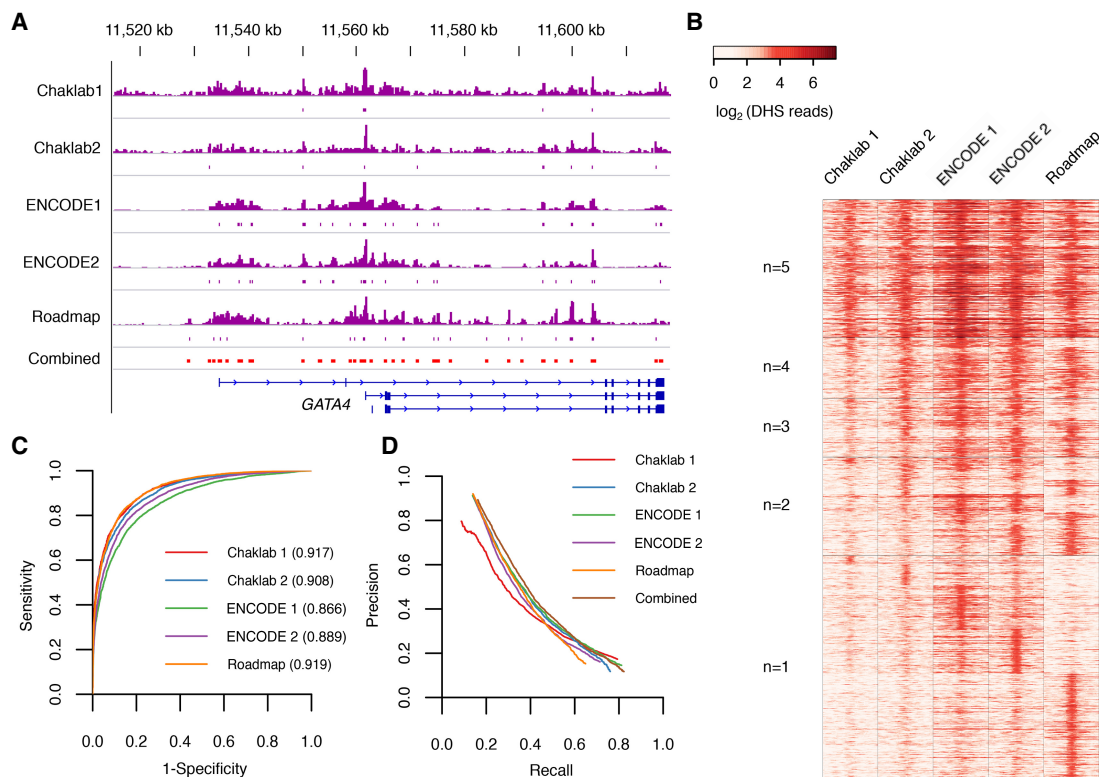 A
11,520 kb 11,540 kb 11,560 kb 11,580 kb 11,600 kb
Chaklab1
Chaklab2
ENCODE1
ENCODE2
Roadmap
Combined
GATA4
B
0 2 4 6
log₂ (DHS reads)
Chaklab 1 Chaklab 2 ENCODE 1 ENCODE 2 Roadmap
n=5
n=4
n=3
n=2
n=1
C
Sensitivity
1.0
0.8
0.6
0.4
0.2
0.0
0.0 0.2 0.4 0.6 0.8 1.0
1-Specificity
Chaklab 1 (0.917)
Chaklab 2 (0.908)
ENCODE 1 (0.866)
ENCODE 2 (0.889)
Roadmap (0.919)
D
Precision
1.0
0.8
0.6
0.4
0.2
0.0
0.0 0.2 0.4 0.6 0.8 1.0
Recall
Chaklab 1
Chaklab 2
ENCODE 1
ENCODE 2
Roadmap
Combined